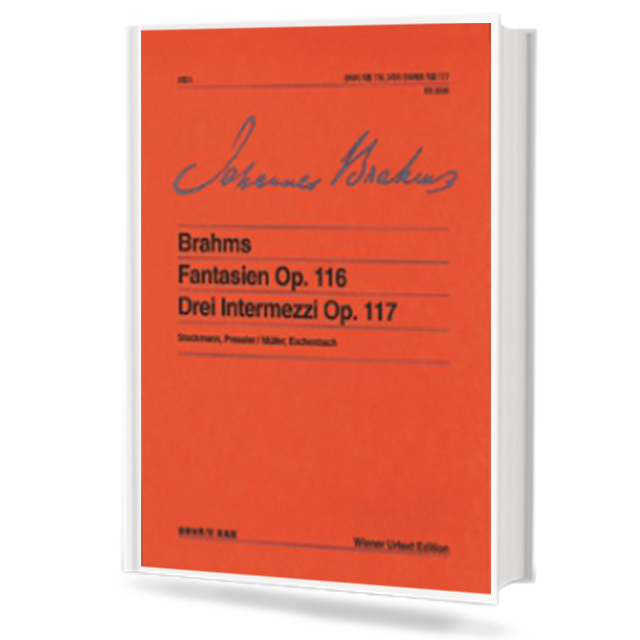 Johannes Brahms
Brahms
Fantasien Op. 116
Drei Intermezzi Op. 117
Stockmann, Pressler / Müller, Eschenbach
Wiener Urtext Edition